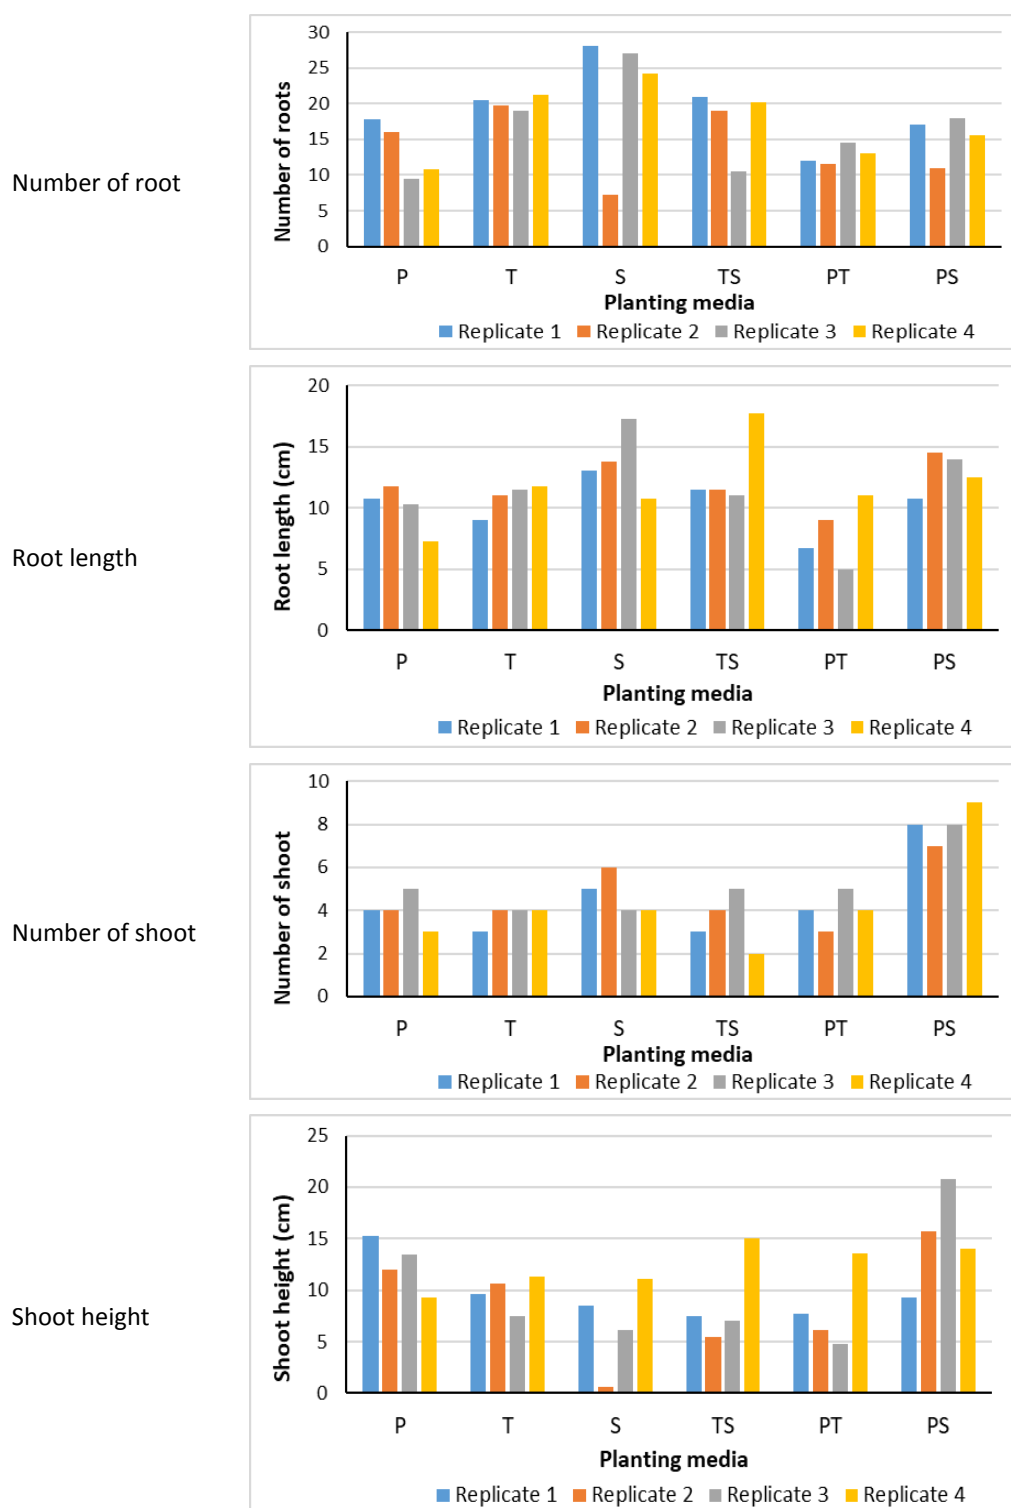 Number of root
Number of roots
30
25
20
15
10
5
0
P T S TS PT PS
Planting media
Replicate 1 Replicate 2 Replicate 3 Replicate 4
Root length
Root length (cm)
20
15
10
5
0
P T S TS PT PS
Planting media
Replicate 1 Replicate 2 Replicate 3 Replicate 4
Number of shoot
Number of shoot
10
8
6
4
2
0
P T S TS PT PS
Planting media
Replicate 1 Replicate 2 Replicate 3 Replicate 4
Shoot height
Shoot height (cm)
25
20
15
10
5
0
P T S TS PT PS
Planting media
Replicate 1 Replicate 2 Replicate 3 Replicate 4